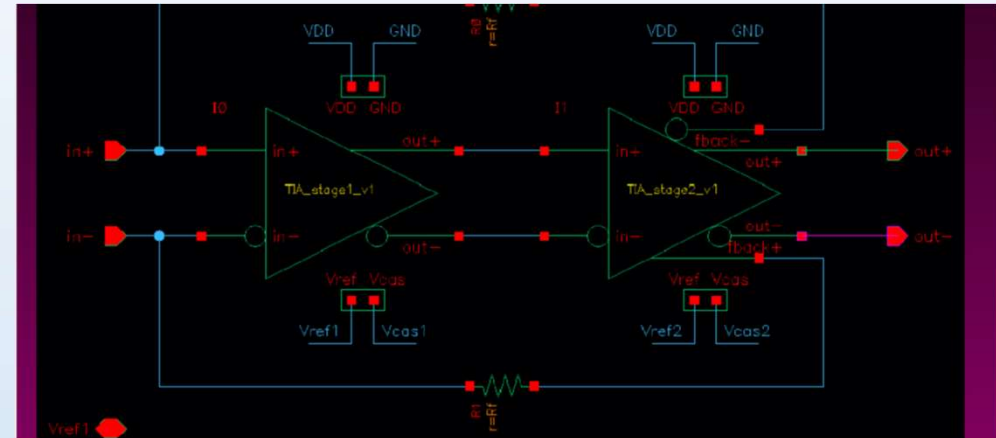 R0
r=Rf
VDD GND VDD GND
VDD GND VDD GND
I0 I1
fback-
in+ in+ out+ in+ out+ out+
TIA_stage1_v1 TIA_stage2_v1
in- in- out- in- out- out-
fback+
Vref Vcas Vref Vcas
Vref1 Vcas1 Vref2 Vcas2
R1
r=Rf
Vref1